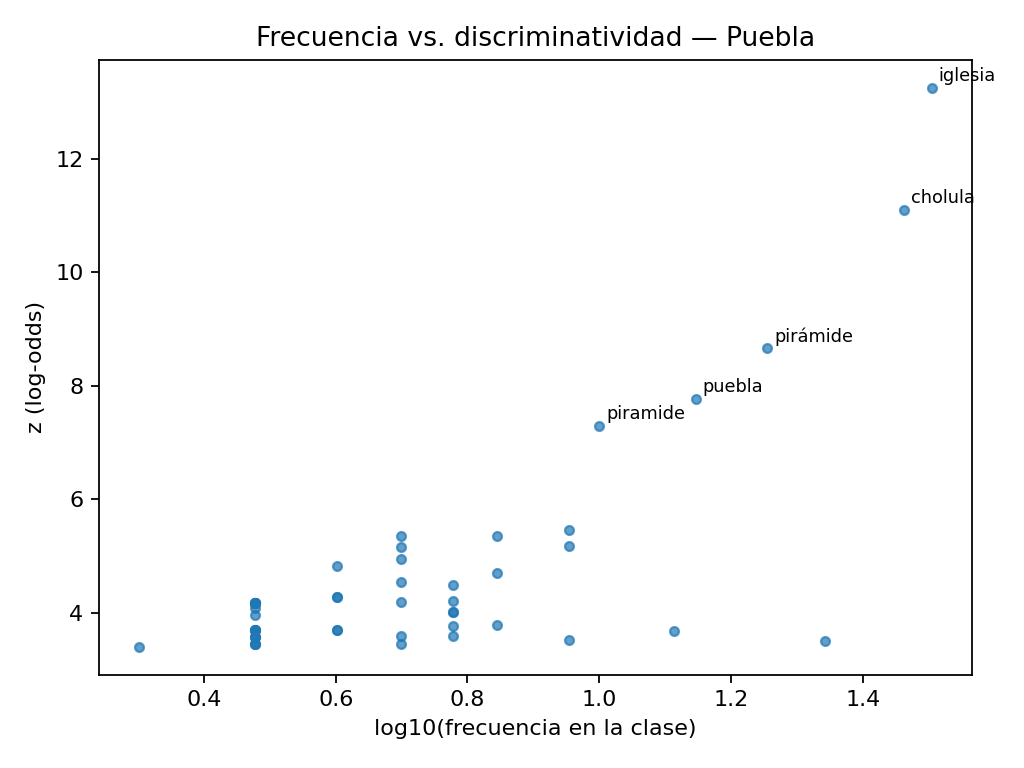 Frecuencia vs. discriminatividad — Puebla
iglesia
cholula
pirámide
puebla
piramide
z (log-odds)
12
10
8
6
4
0.4 0.6 0.8 1.0 1.2 1.4
log10(frecuencia en la clase)